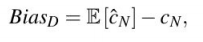 Bias_D = 𝔼[ĉ_N] − c_N,